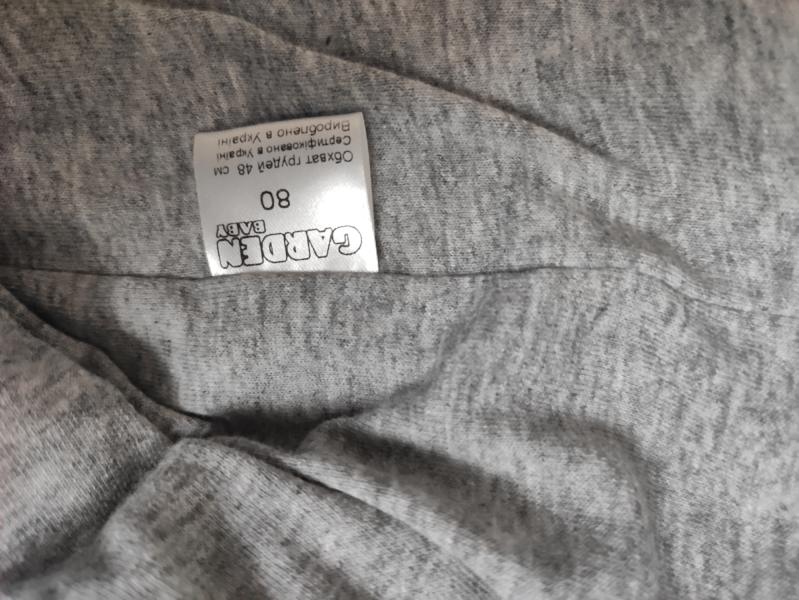 GARDEN
BABY
80
Обхват грудей 48 см
Сертифіковано в Україні
Вироблено в Україні